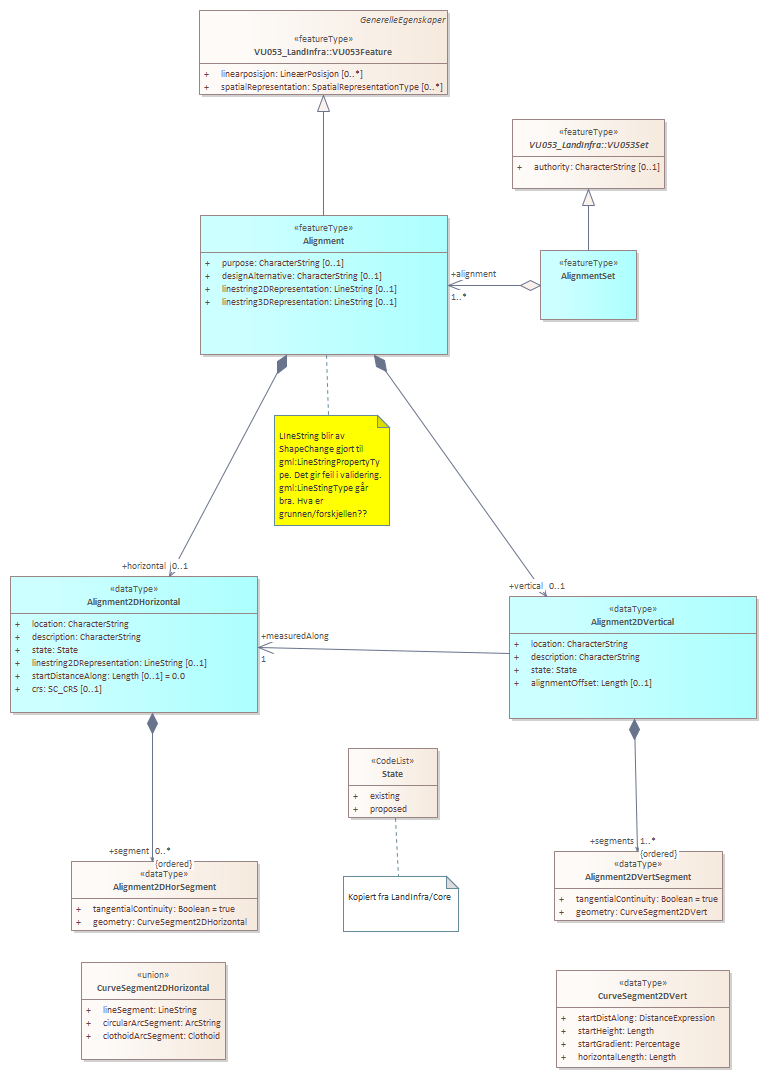 GenerelleEgenskaper
«featureType»
VU053_LandInfra::VU053Feature
+ linearposisjon: LineærPosisjon [0..*]
+ spatialRepresentation: SpatialRepresentationType [0..*]
«featureType»
VU053_LandInfra::VU053Set
+ authority: CharacterString [0..1]
«featureType»
Alignment
+ purpose: CharacterString [0..1]
+ designAlternative: CharacterString [0..1]
+ linestring2DRepresentation: LineString [0..1]
+ linestring3DRepresentation: LineString [0..1]
+alignment
1..*
«featureType»
AlignmentSet
LineString blir av
ShapeChange gjort til
gml:LineStringPropertyTy
pe. Det gir feil i validering.
gml:LineStingType går
bra. Hva er
grunnen/forskjellen??
+horizontal 0..1
+vertical 0..1
«dataType»
Alignment2DHorizontal
+ location: CharacterString
+ description: CharacterString
+ state: State
+ linestring2DRepresentation: LineString [0..1]
+ startDistanceAlong: Length [0..1] = 0.0
+ crs: SC_CRS [0..1]
+measuredAlong
1
«dataType»
Alignment2DVertical
+ location: CharacterString
+ description: CharacterString
+ state: State
+ alignmentOffset: Length [0..1]
«CodeList»
State
+ existing
+ proposed
Kopiert fra LandInfra/Core
+segment 0..*
{ordered}
«dataType»
Alignment2DHorSegment
+ tangentialContinuity: Boolean = true
+ geometry: CurveSegment2DHorizontal
+segments 1..*
{ordered}
«dataType»
Alignment2DVertSegment
+ tangentialContinuity: Boolean = true
+ geometry: CurveSegment2DVert
«union»
CurveSegment2DHorizontal
+ lineSegment: LineString
+ circularArcSegment: ArcString
+ clothoidArcSegment: Clothoid
«dataType»
CurveSegment2DVert
+ startDistAlong: DistanceExpression
+ startHeight: Length
+ startGradient: Percentage
+ horizontalLength: Length